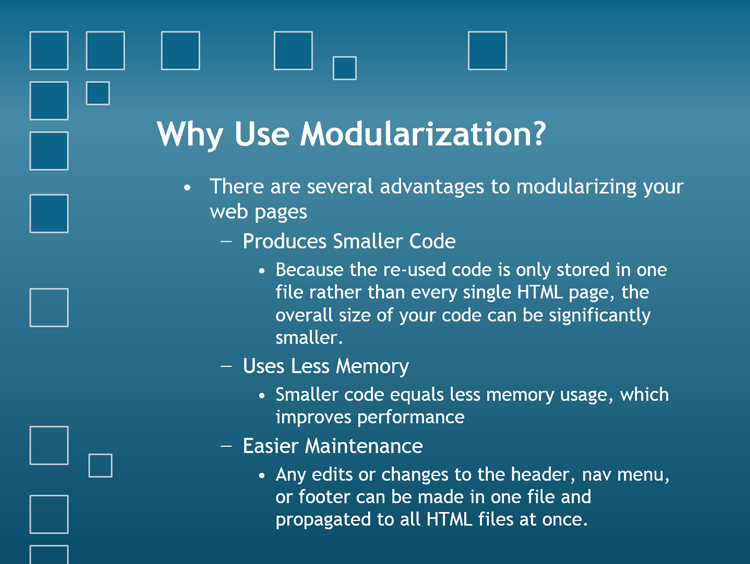 Why Use Modularization?
• There are several advantages to modularizing your
web pages
– Produces Smaller Code
• Because the re-used code is only stored in one
file rather than every single HTML page, the
overall size of your code can be significantly
smaller.
– Uses Less Memory
• Smaller code equals less memory usage, which
improves performance
– Easier Maintenance
• Any edits or changes to the header, nav menu,
or footer can be made in one file and
propagated to all HTML files at once.